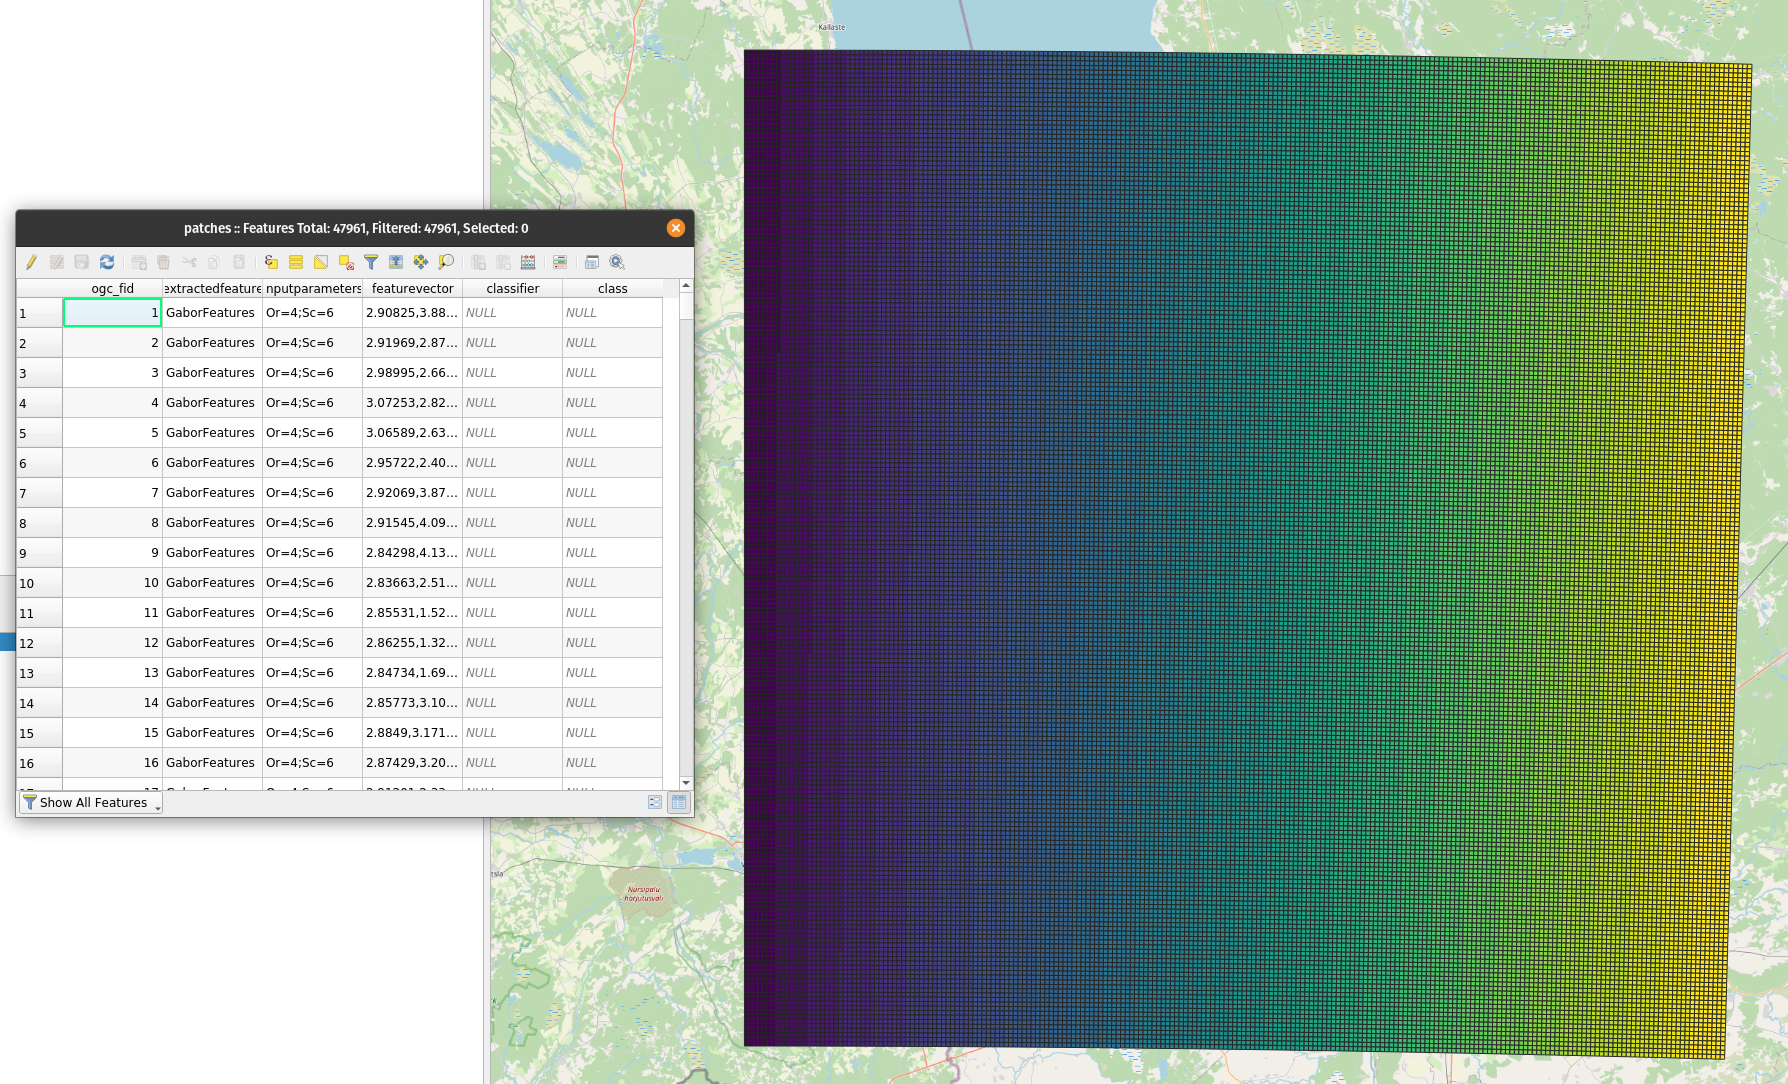 Kallaste
patches :: Features Total: 47961, Filtered: 47961, Selected: 0
ogc_fid extractedfeature nputparameters featurevector classifier class
1 1 GaborFeatures Or=4;Sc=6 2.90825,3.88... NULL NULL
2 2 GaborFeatures Or=4;Sc=6 2.91969,2.87... NULL NULL
3 3 GaborFeatures Or=4;Sc=6 2.98995,2.66... NULL NULL
4 4 GaborFeatures Or=4;Sc=6 3.07253,2.82... NULL NULL
5 5 GaborFeatures Or=4;Sc=6 3.06589,2.63... NULL NULL
6 6 GaborFeatures Or=4;Sc=6 2.95722,2.40... NULL NULL
7 7 GaborFeatures Or=4;Sc=6 2.92069,3.87... NULL NULL
8 8 GaborFeatures Or=4;Sc=6 2.91545,4.09... NULL NULL
9 9 GaborFeatures Or=4;Sc=6 2.84298,4.13... NULL NULL
10 10 GaborFeatures Or=4;Sc=6 2.83663,2.51... NULL NULL
11 11 GaborFeatures Or=4;Sc=6 2.85531,1.52... NULL NULL
12 12 GaborFeatures Or=4;Sc=6 2.86255,1.32... NULL NULL
13 13 GaborFeatures Or=4;Sc=6 2.84734,1.69... NULL NULL
14 14 GaborFeatures Or=4;Sc=6 2.85773,3.10... NULL NULL
15 15 GaborFeatures Or=4;Sc=6 2.8849,3.171... NULL NULL
16 16 GaborFeatures Or=4;Sc=6 2.87429,3.20... NULL NULL
Show All Features
tsla
Nursipalu
harjutusväli